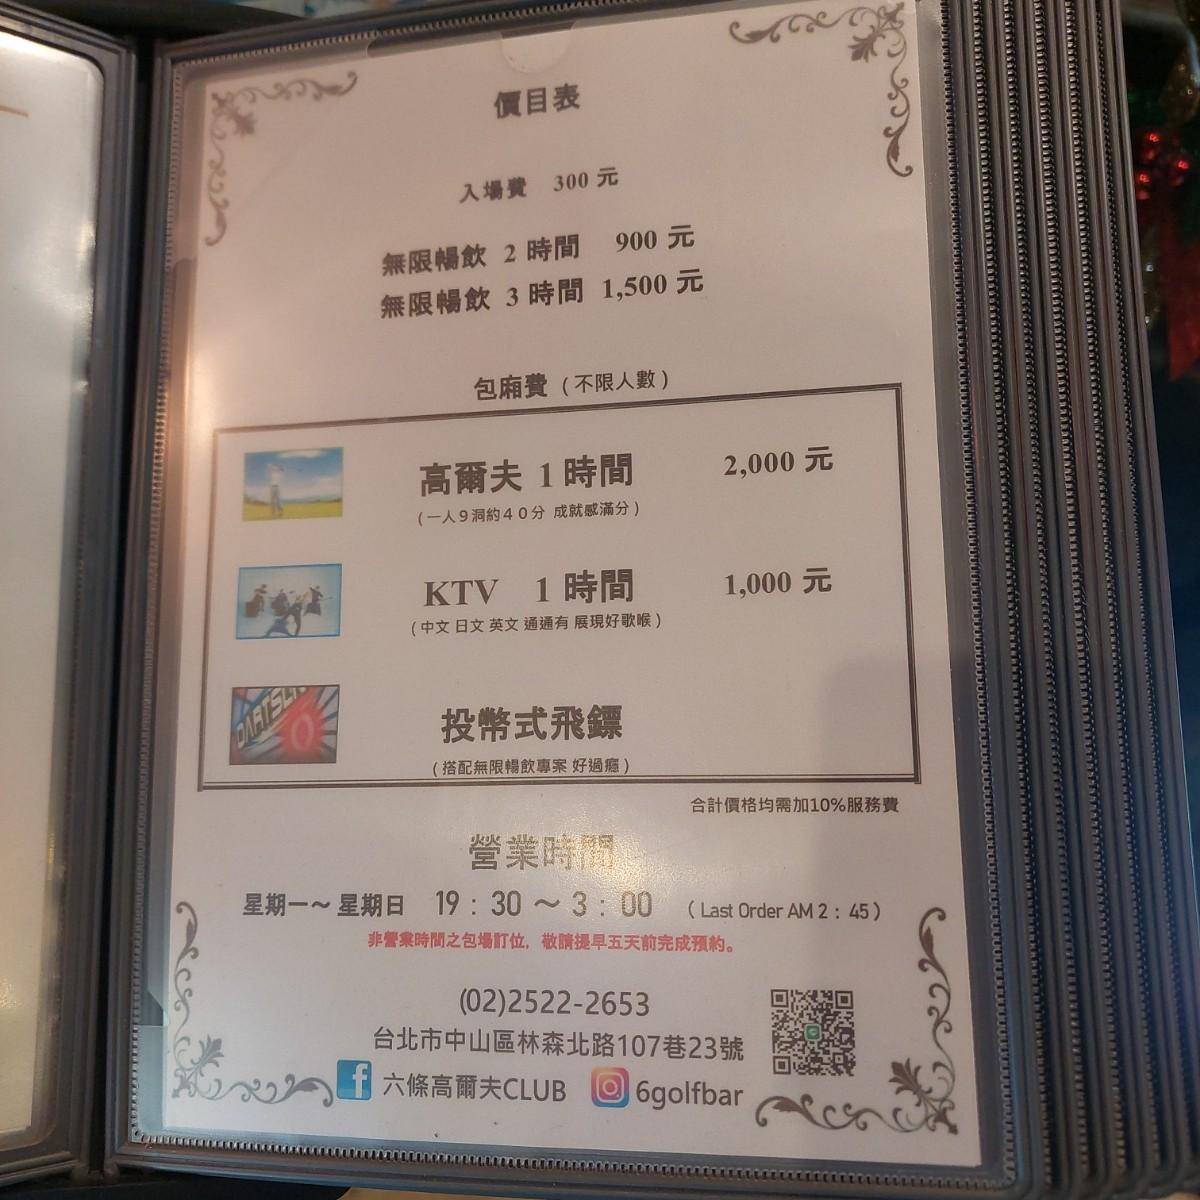 價目表
入場費 300 元
無限暢飲 2 時間 900 元
無限暢飲 3 時間 1,500 元
包廂費 (不限人數)
高爾夫 1 時間 2,000 元
(一人9洞約40分 成就感滿分)
KTV 1 時間 1,000 元
(中文 日文 英文 通通有 展現好歌喉)
DARTSLIV
投幣式飛鏢
(搭配無限暢飲專案 好過癮)
合計價格均需加10%服務費
營業時間
星期一～星期日 19：30 ～ 3：00 (Last Order AM 2：45)
非營業時間之包場訂位, 敬請提早五天前完成預約。
(02)2522-2653
台北市中山區林森北路107巷23號
f 六條高爾夫CLUB 6golfbar